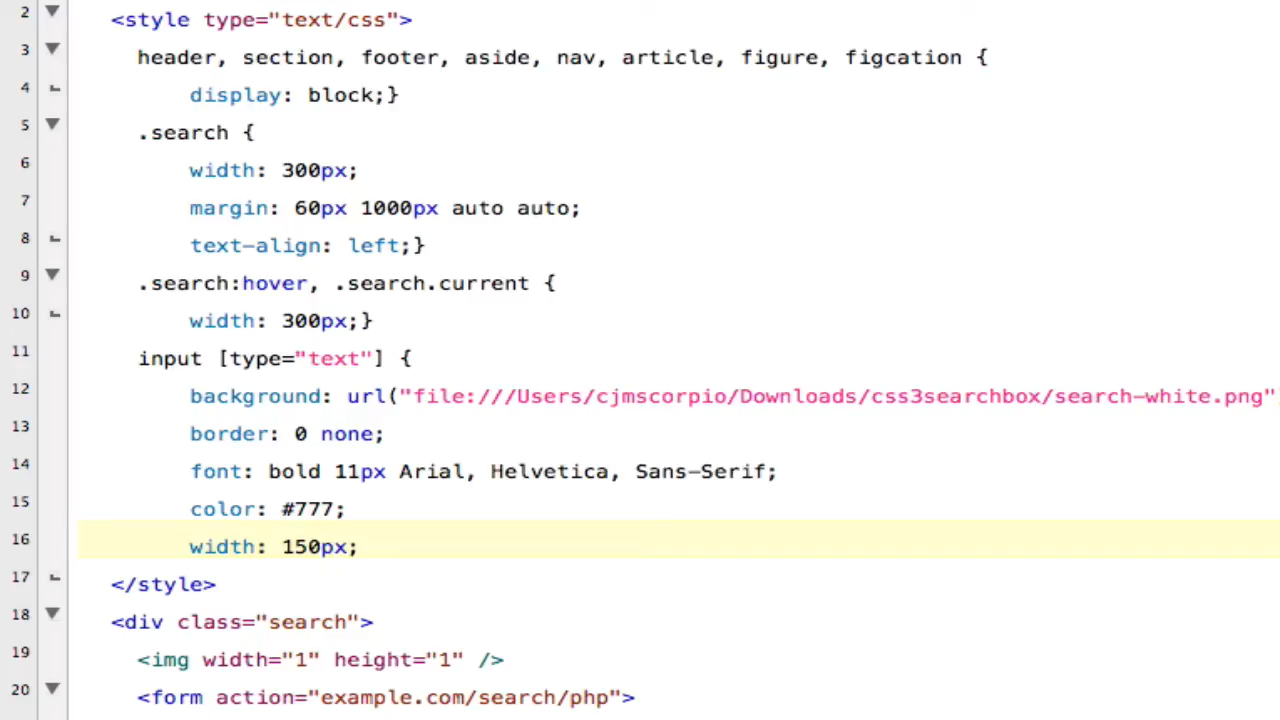 2 <style type="text/css">
3 header, section, footer, aside, nav, article, figure, figcation {
4 display: block;}
5 .search {
6 width: 300px;
7 margin: 60px 1000px auto auto;
8 text-align: left;}
9 .search:hover, .search.current {
10 width: 300px;}
11 input [type="text"] {
12 background: url("file:///Users/cjmscorpio/Downloads/css3searchbox/search-white.png"
13 border: 0 none;
14 font: bold 11px Arial, Helvetica, Sans-Serif;
15 color: #777;
16 width: 150px;
17 </style>
18 <div class="search">
19 <img width="1" height="1" />
20 <form action="example.com/search/php">